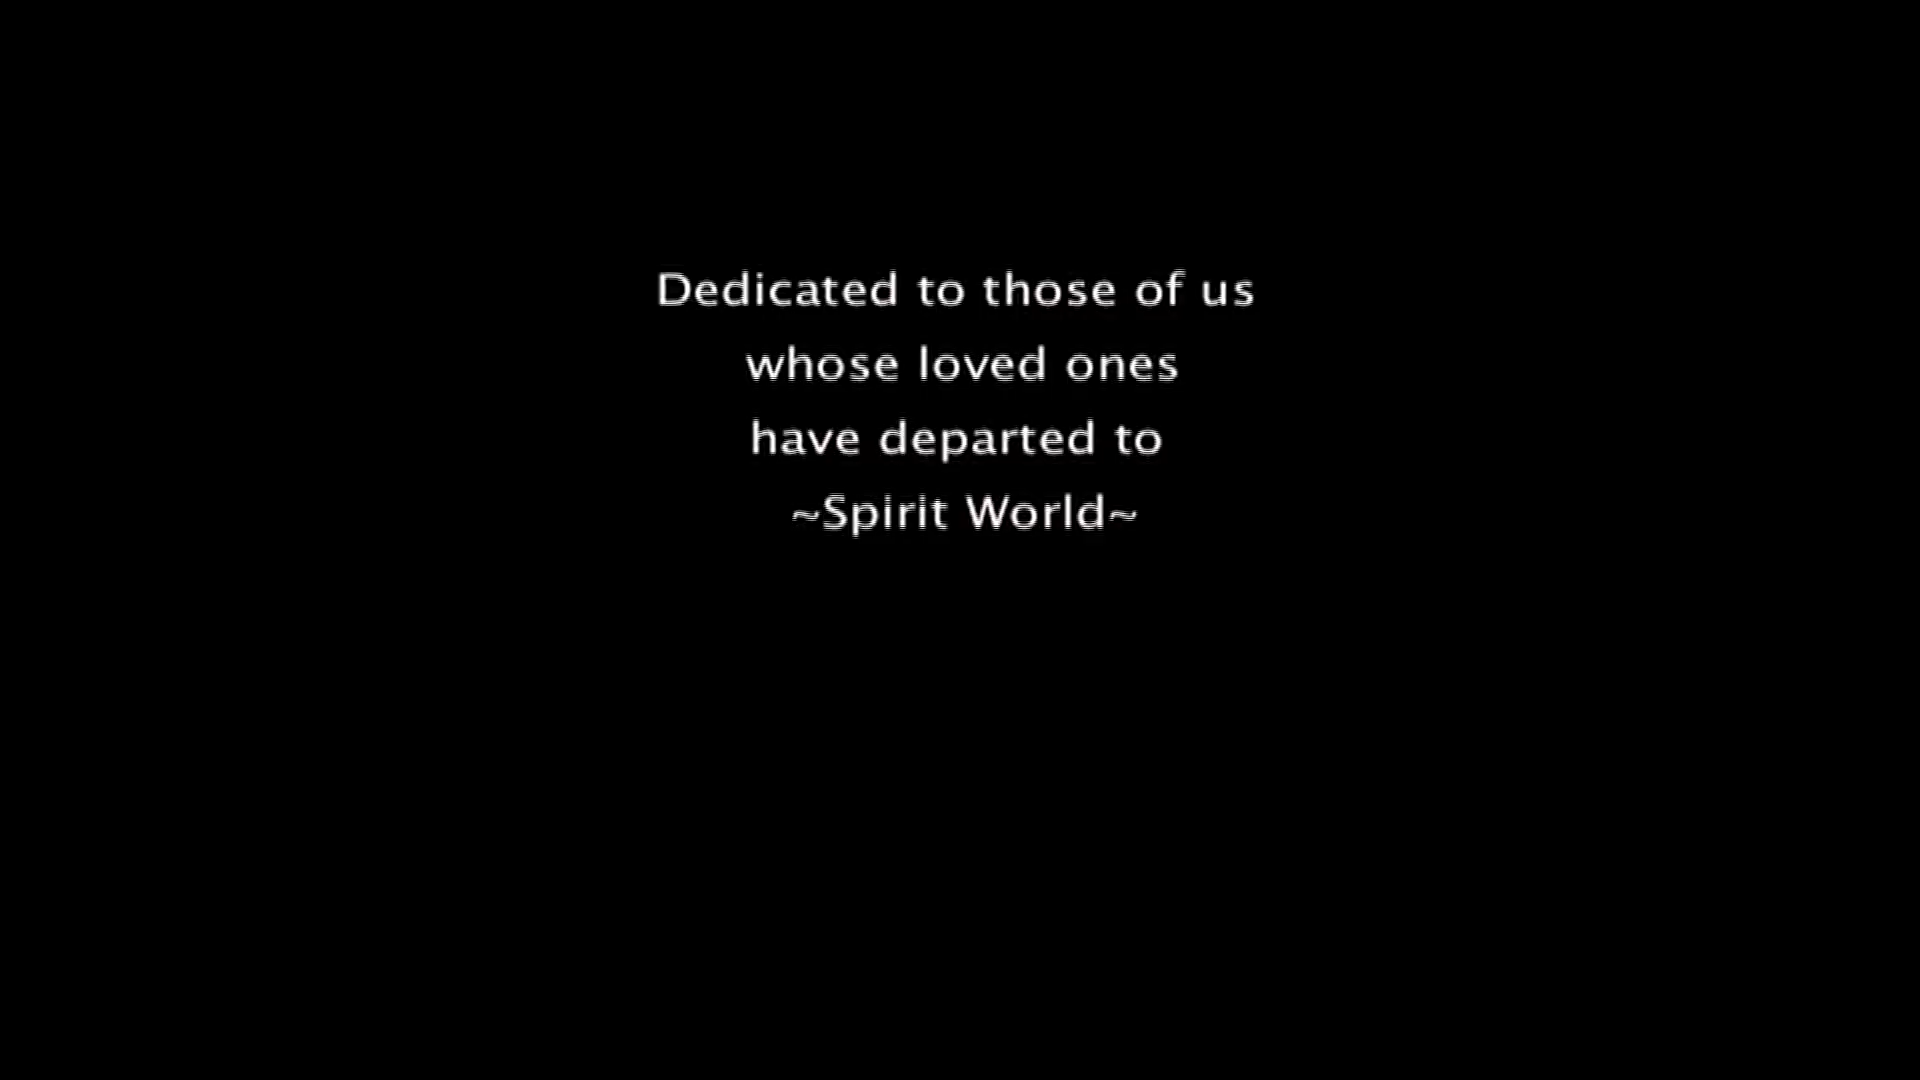 Dedicated to those of us
whose loved ones
have departed to
~Spirit World~